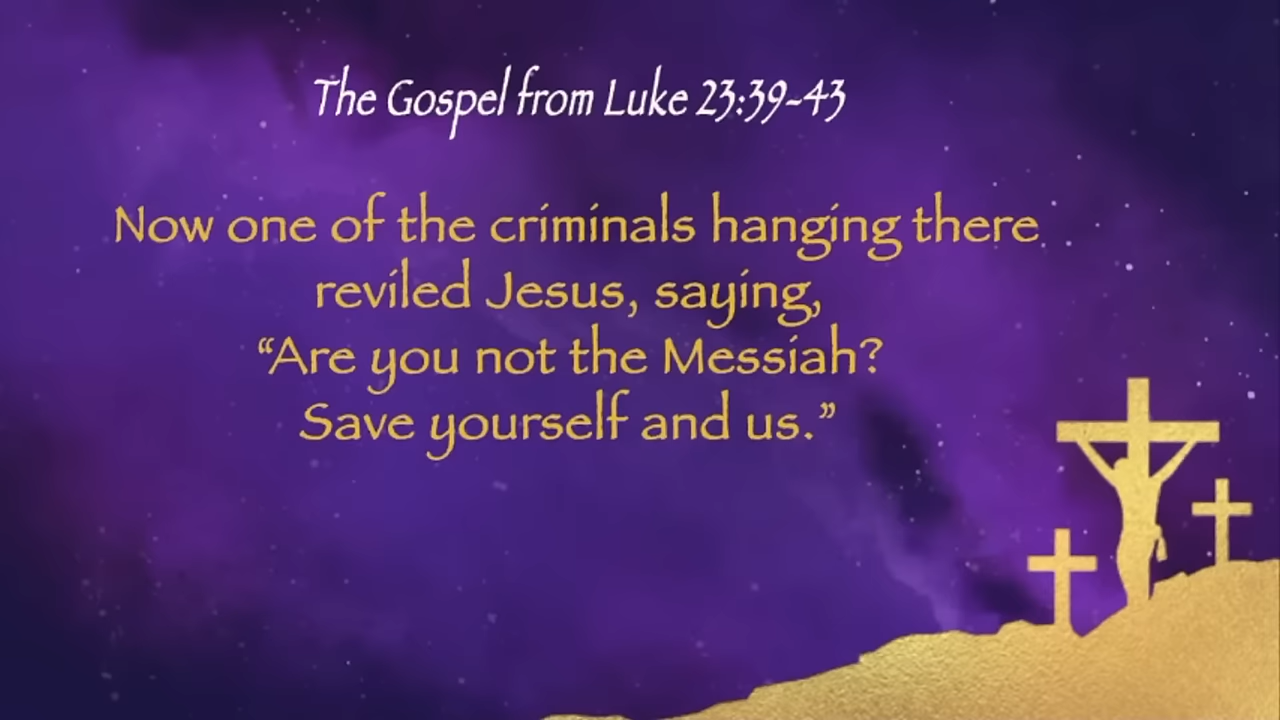 The Gospel from Luke 23:39-43
Now one of the criminals hanging there
reviled Jesus, saying,
“Are you not the Messiah?
Save yourself and us.”